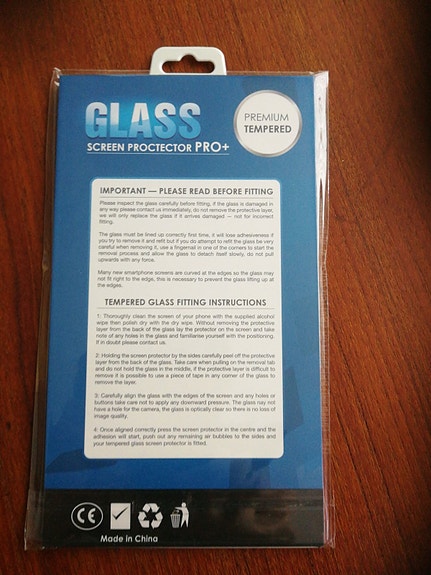 GLASS
SCREEN PROCTECTOR PRO+
PREMIUM
TEMPERED
IMPORTANT — PLEASE READ BEFORE FITTING
Please inspect the glass carefully before fitting, if the glass is damaged in
any way please contact us immediately, do not remove the protective layer,
we will only replace the glass if it arrives damaged — not for incorrect
fitting.
The glass must be lined up correctly first time, it will lose adhesiveness if
you try to remove it and refit but if you do attempt to refit the glass be very
careful when removing it, use a fingernail in one of the corners to start the
removal process and allow the glass to detach itself slowly, do not pull
upwards with any force.
Many new smartphone screens are curved at the edges so the glass may
not fit right to the edge, this is necessary to prevent the glass lifting up at
the edges.
TEMPERED GLASS FITTING INSTRUCTIONS
1: Thoroughly clean the screen of your phone with the supplied alcohol
wipe then polish dry with the dry wipe. Without removing the protective
layer from the back of the glass lay the protector on the screen and take
note of any holes in the glass and familiarise yourself with the positioning.
If in doubt please contact us.
2: Holding the screen protector by the sides carefully peel off the protective
layer from the back of the glass. Take care when pulling on the removal tab
and do not hold the glass in the middle, if the protective layer is difficult to
remove it is possible to use a piece of tape in any corner of the glass to
remove the layer.
3: Carefully align the glass with the edges of the screen and any holes or
buttons take care not to apply any downward pressure. The glass may not
have a hole for the camera, the glass is optically clear so there is no loss of
image quality.
4: Once aligned correctly press the screen protector in the centre and the
adhesion will start, push out any remaining air bubbles to the sides and
your tempered glass screen protector is fitted.
CE
Made in China